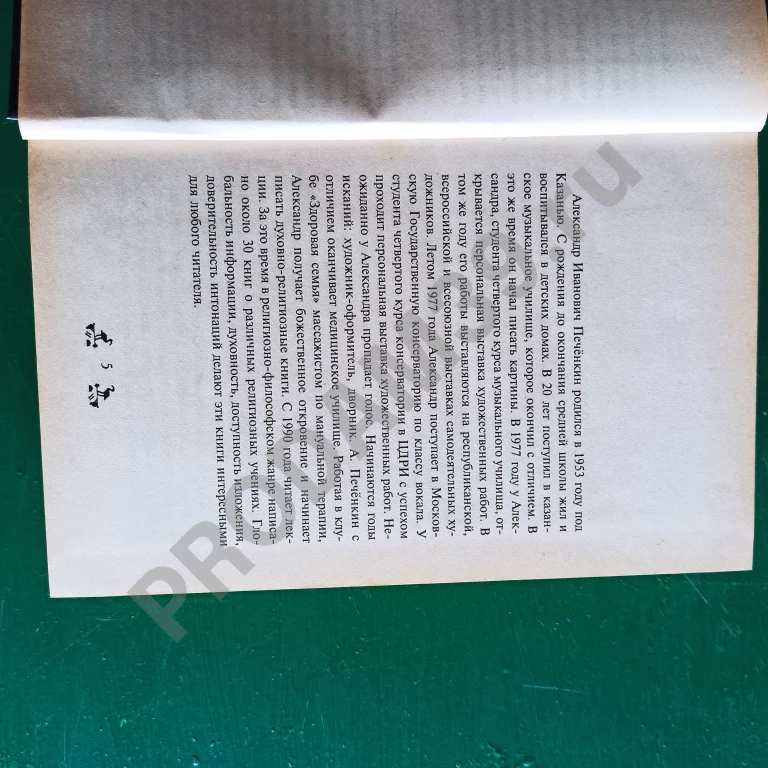 Александр Иванович Печёнкин родился в 1953 году под
Казанью. С рождения до окончания средней школы жил и
воспитывался в детских домах. В 20 лет поступил в казан-
ское музыкальное училище, которое окончил с отличием. В
это же время он начал писать картины. В 1977 году у Алек-
сандра, студента четвертого курса музыкального училища, от-
крывается персональная выставка художественных работ. В
том же году его работы выставляются на республиканской,
всероссийской и всесоюзной выставках самодеятельных ху-
дожников. Летом 1977 года Александр поступает в Москов-
скую Государственную консерваторию по классу вокала. У
студента четвертого курса консерватории в ЦДРИ с успехом
проходит персональная выставка художественных работ. Не-
ожиданно у Александра пропадает голос. Начинаются годы
исканий: художник-оформитель, дворник. А. Печёнкин с
отличием оканчивает медицинское училище. Работая в клу-
бе «Здоровая семья» массажистом по мануальной терапии,
Александр получает божественное откровение и начинает
писать духовно-религиозные книги. С 1990 года читает лек-
ции. За это время в религиозно-философском жанре написа-
но около 30 книг о различных религиозных учениях. Гло-
бальность информации, духовность, доступность изложения,
доверительность интонаций делают эти книги интересными
для любого читателя.
5